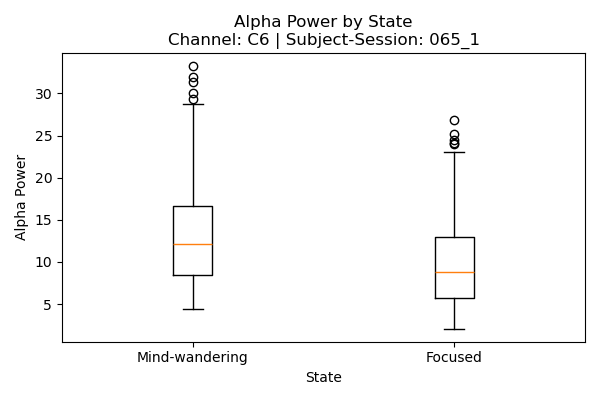 Alpha Power by State
Channel: C6 | Subject-Session: 065_1
Alpha Power
30
25
20
15
10
5
Mind-wandering
Focused
State